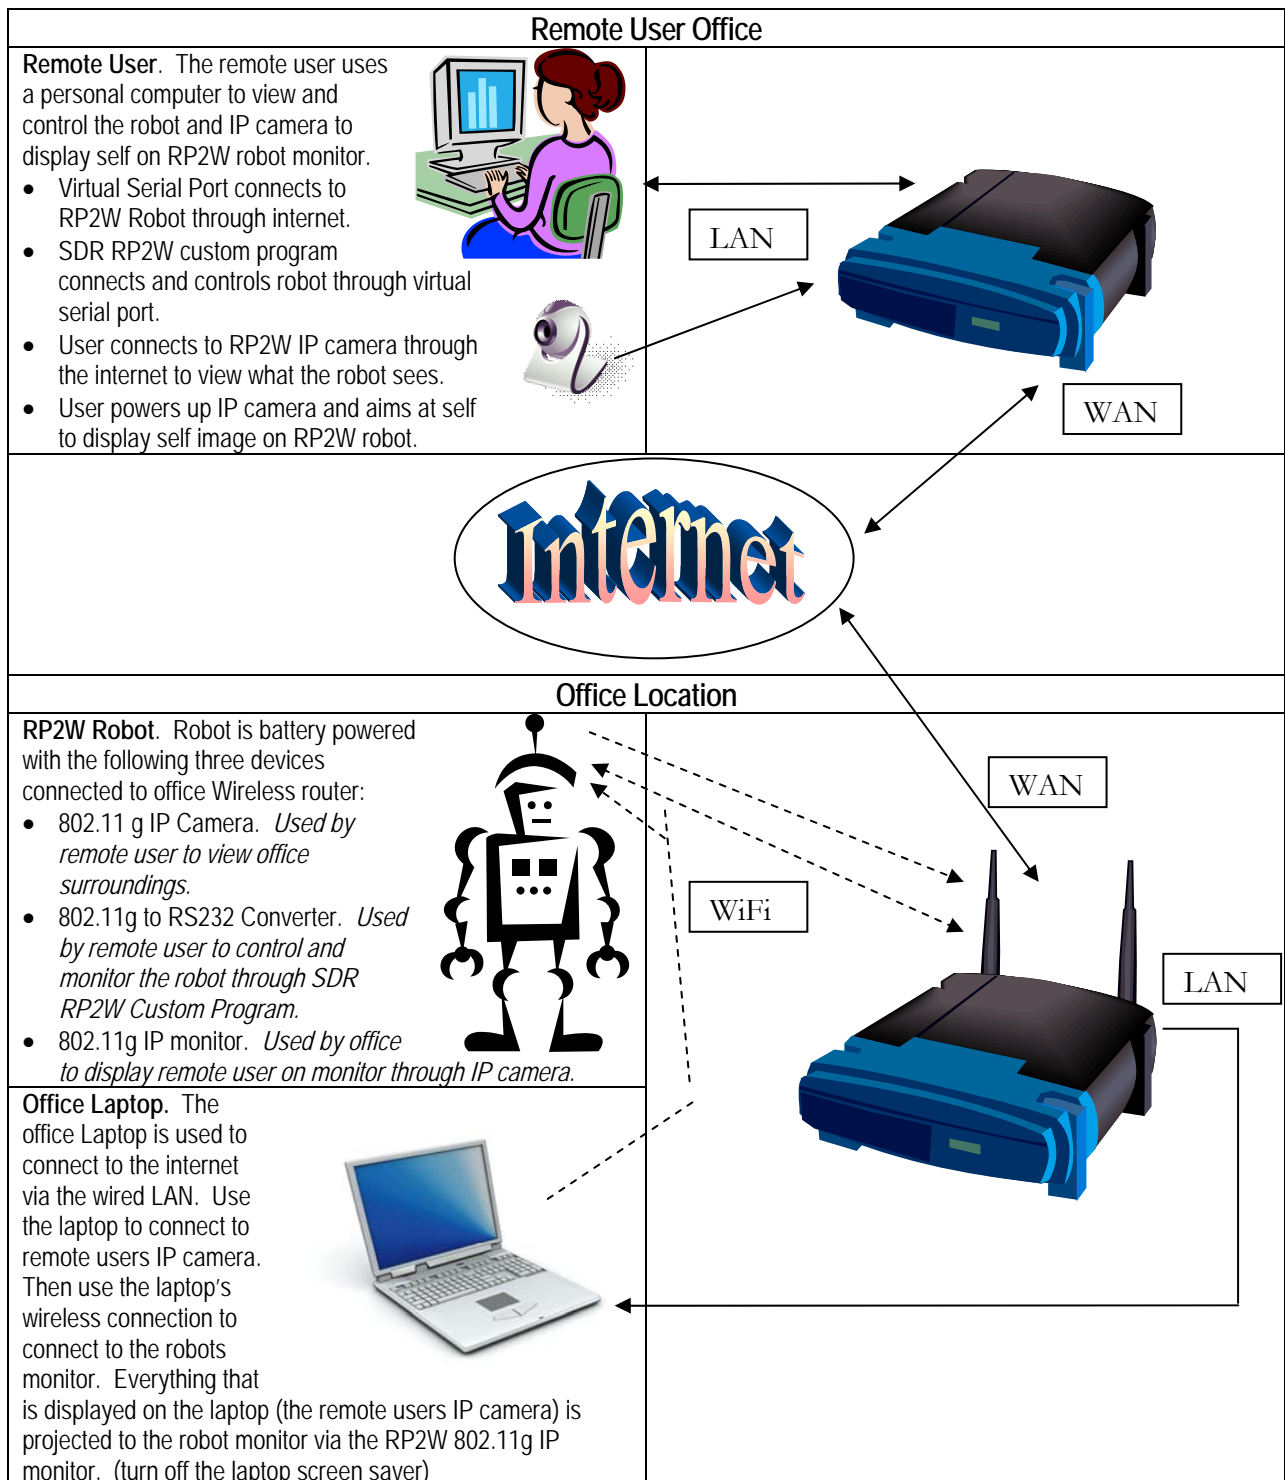 Remote User Office
Remote User.  The remote user uses
a personal computer to view and
control the robot and IP camera to
display self on RP2W robot monitor.
• Virtual Serial Port connects to
RP2W Robot through internet.
• SDR RP2W custom program
connects and controls robot through virtual
serial port.
• User connects to RP2W IP camera through
the internet to view what the robot sees.
• User powers up IP camera and aims at self
to display self image on RP2W robot.
LAN
WAN
Internet
Office Location
RP2W Robot.  Robot is battery powered
with the following three devices
connected to office Wireless router:
• 802.11 g IP Camera.  Used by
remote user to view office
surroundings.
• 802.11g to RS232 Converter.  Used
by remote user to control and
monitor the robot through SDR
RP2W Custom Program.
• 802.11g IP monitor.  Used by office
to display remote user on monitor through IP camera.
WAN
WiFi
LAN
Office Laptop.  The
office Laptop is used to
connect to the internet
via the wired LAN.  Use
the laptop to connect to
remote users IP camera.
Then use the laptop's
wireless connection to
connect to the robots
monitor.  Everything that
is displayed on the laptop (the remote users IP camera) is
projected to the robot monitor via the RP2W 802.11g IP
monitor.  (turn off the laptop screen saver)